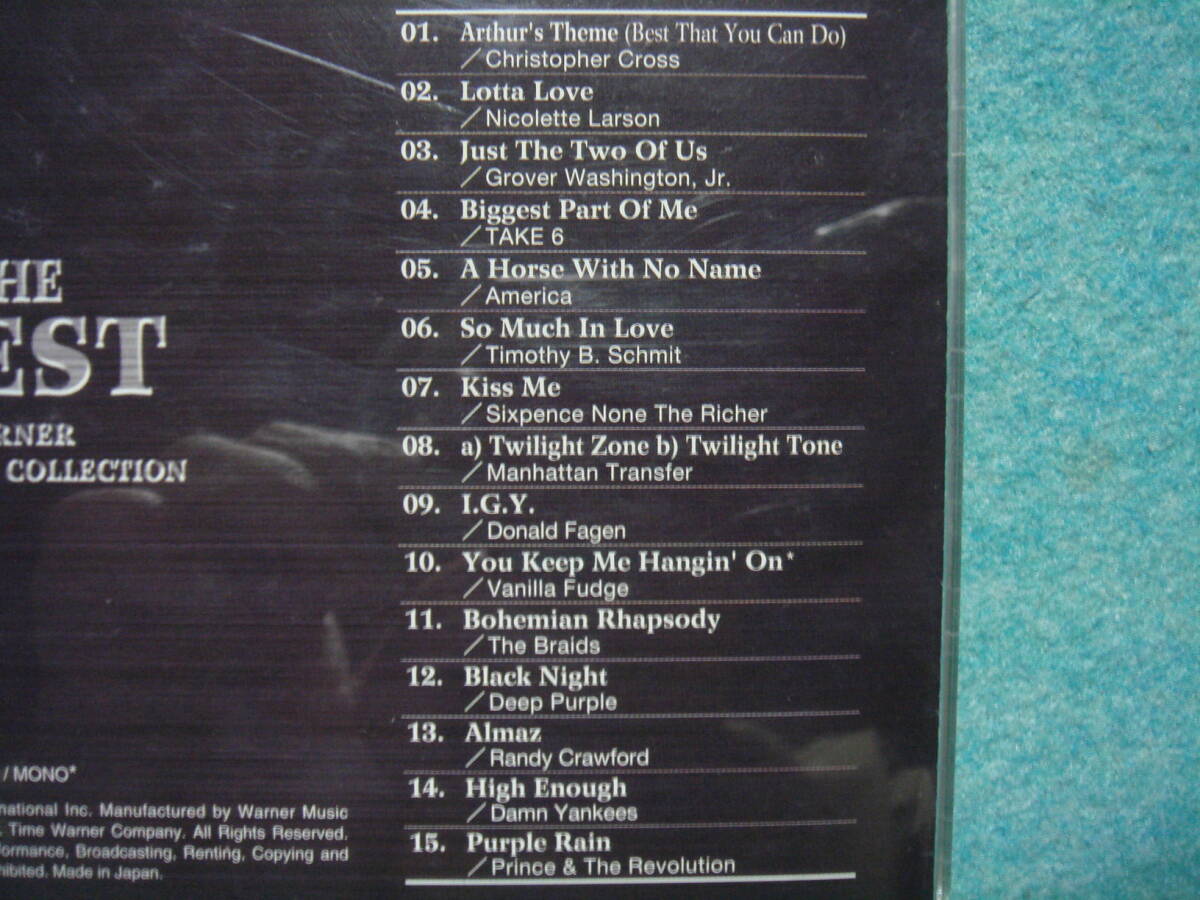 01. Arthur's Theme (Best That You Can Do)
／Christopher Cross
02. Lotta Love
／Nicolette Larson
03. Just The Two Of Us
／Grover Washington, Jr.
04. Biggest Part Of Me
／TAKE 6
05. A Horse With No Name
／America
06. So Much In Love
／Timothy B. Schmit
07. Kiss Me
／Sixpence None The Richer
08. a) Twilight Zone b) Twilight Tone
／Manhattan Transfer
09. I.G.Y.
／Donald Fagen
10. You Keep Me Hangin' On*
／Vanilla Fudge
11. Bohemian Rhapsody
／The Braids
12. Black Night
／Deep Purple
13. Almaz
／Randy Crawford
14. High Enough
／Damn Yankees
15. Purple Rain
／Prince & The Revolution
HE
EST
RNER
COLLECTION
/ MONO*
national Inc. Manufactured by Warner Music
. Time Warner Company. All Rights Reserved.
ormance, Broadcasting, Renting, Copying and
hibited. Made in Japan.